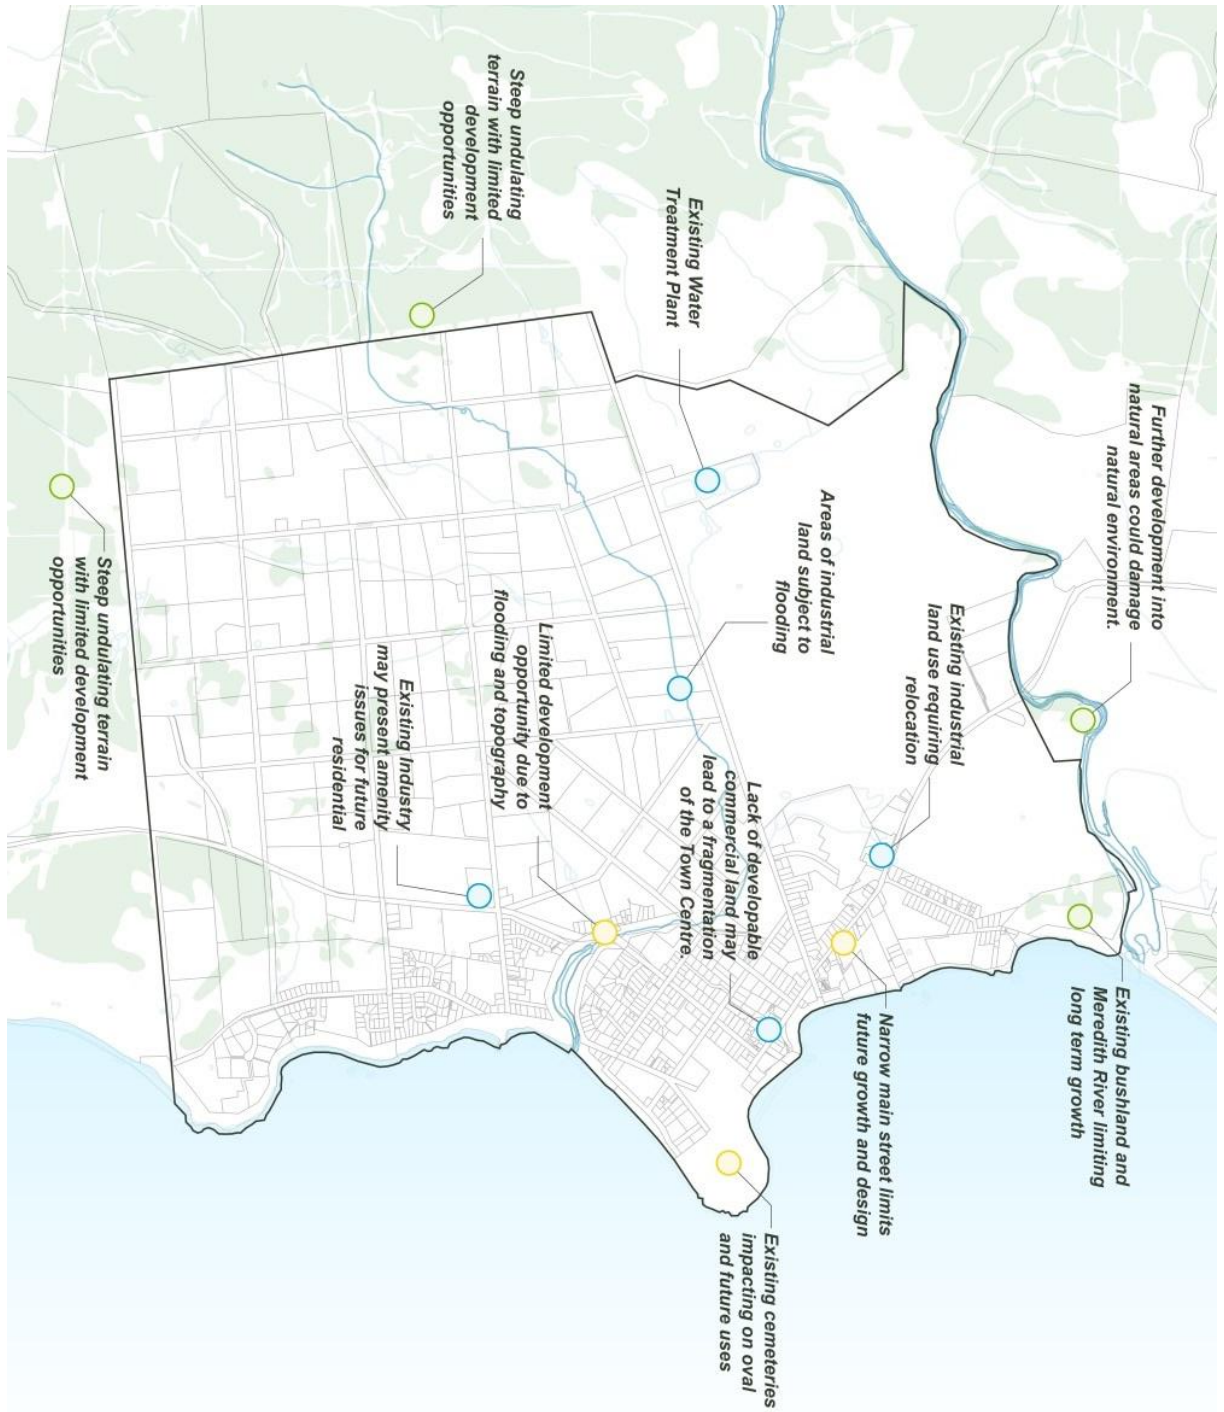 Further development into
natural areas could damage
natural environment.
Existing bushland and
Meredith River limiting
long term growth
Existing industrial
land use requiring
relocation
Narrow main street limits
future growth and design
Areas of industrial
land subject to
flooding
Existing cemeteries
impacting on oval
and future uses
Lack of developable
commercial land may
lead to a fragmentation
of the Town Centre.
Existing Water
Treatment Plant
Limited development
opportunity due to
flooding and topography
Steep undulating
terrain with limited
development
opportunities
Existing Industry
may present amenity
issues for future
residential
Steep undulating terrain
with limited development
opportunities